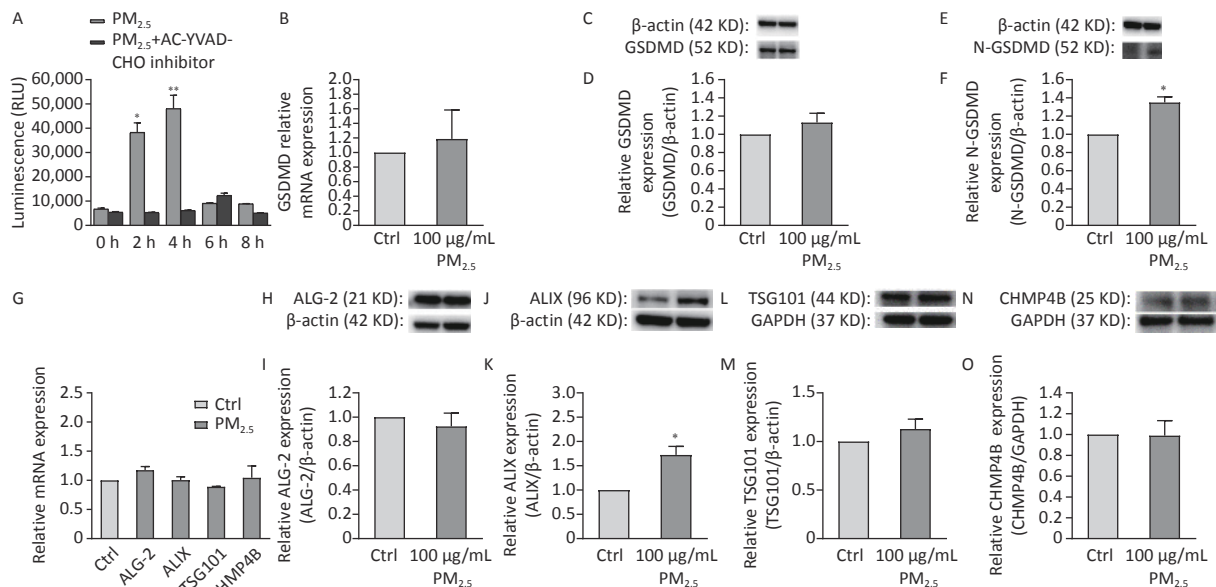 A
PM2.5
PM2.5+AC-YVAD-
CHO inhibitor
Luminescence (RLU)
60,000
50,000
40,000
30,000
20,000
10,000
0
*
**
0 h 2 h 4 h 6 h 8 h
B
GSDMD relative
mRNA expression
2.0
1.8
1.6
1.4
1.2
1.0
0.8
0.6
0.4
0.2
0
Ctrl 100 μg/mL
PM2.5
C
β-actin (42 KD):
GSDMD (52 KD):
D
Relative GSDMD
expression
(GSDMD/β-actin)
1.6
1.4
1.2
1.0
0.8
0.6
0.4
0.2
0
Ctrl 100 μg/mL
PM2.5
E
β-actin (42 KD):
N-GSDMD (52 KD):
F
Relative N-GSDMD
expression
(N-GSDMD/β-actin)
1.6
1.4
1.2
1.0
0.8
0.6
0.4
0.2
0
*
Ctrl 100 μg/mL
PM2.5
G
Relative mRNA expression
2.5
2.0
1.5
1.0
0.5
0
Ctrl
PM2.5
Ctrl ALG-2 ALIX TSG101 CHMP4B
H
ALG-2 (21 KD):
β-actin (42 KD):
I
Relative ALG-2 expression
(ALG-2/β-actin)
1.2
1.0
0.8
0.6
0.4
0.2
0
Ctrl 100 μg/mL
PM2.5
J
ALIX (96 KD):
β-actin (42 KD):
K
Relative ALIX expression
(ALIX/β-actin)
3.0
2.5
2.0
1.5
1.0
0.5
0
*
Ctrl 100 μg/mL
PM2.5
L
TSG101 (44 KD):
GAPDH (37 KD):
M
Relative TSG101 expression
(TSG101/β-actin)
1.5
1.0
0.5
0
Ctrl 100 μg/mL
PM2.5
N
CHMP4B (25 KD):
GAPDH (37 KD):
O
Relative CHMP4B expression
(CHMP4B/GAPDH)
1.4
1.2
1.0
0.8
0.6
0.4
0.2
0
Ctrl 100 μg/mL
PM2.5